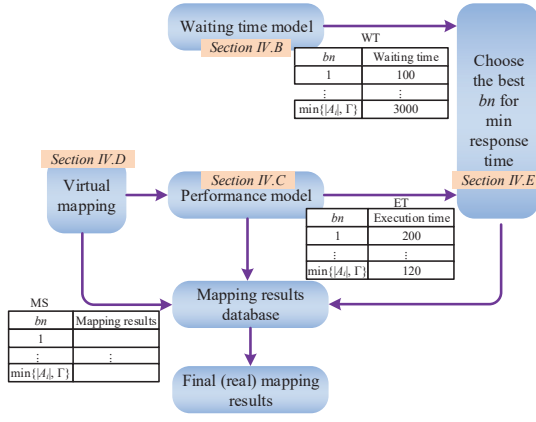 Waiting time model
Section IV.B
WT
bn Waiting time
1 100
⋮ ⋮
min{|A_i|, Γ} 3000
Choose
the best
bn for
min
response
time
Section IV.E
Section IV.D
Virtual
mapping
Section IV.C
Performance model
ET
bn Execution time
1 200
⋮ ⋮
min{|A_i|, Γ} 120
Mapping results
database
MS
bn Mapping results
1
⋮ ⋮
min{|A_i|, Γ}
Final (real) mapping
results